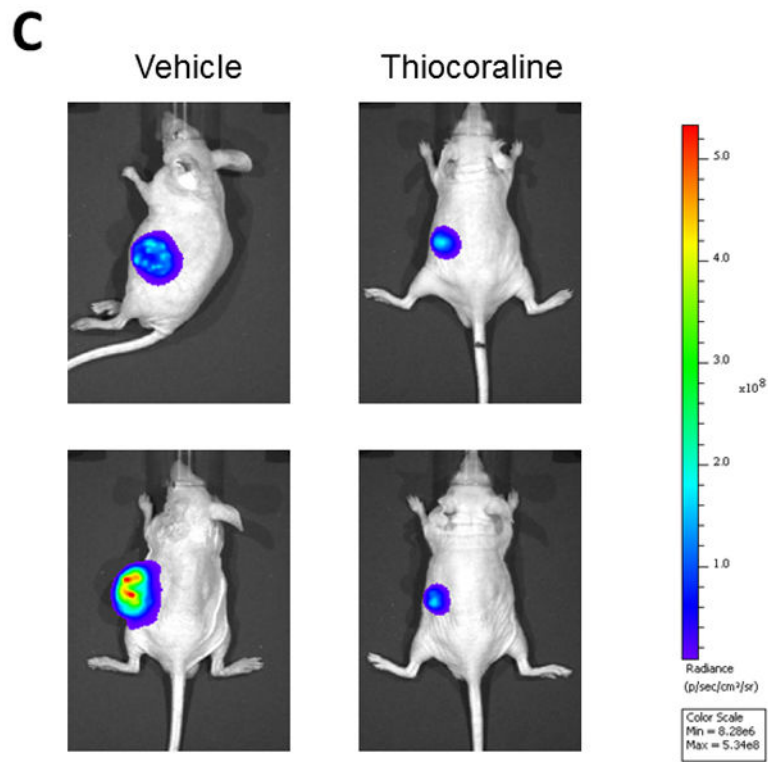 C
Vehicle
Thiocoraline
5.0
4.0
3.0
x10⁸
2.0
1.0
Radiance
(p/sec/cm²/sr)
Color Scale
Min = 8.28e6
Max = 5.34e8